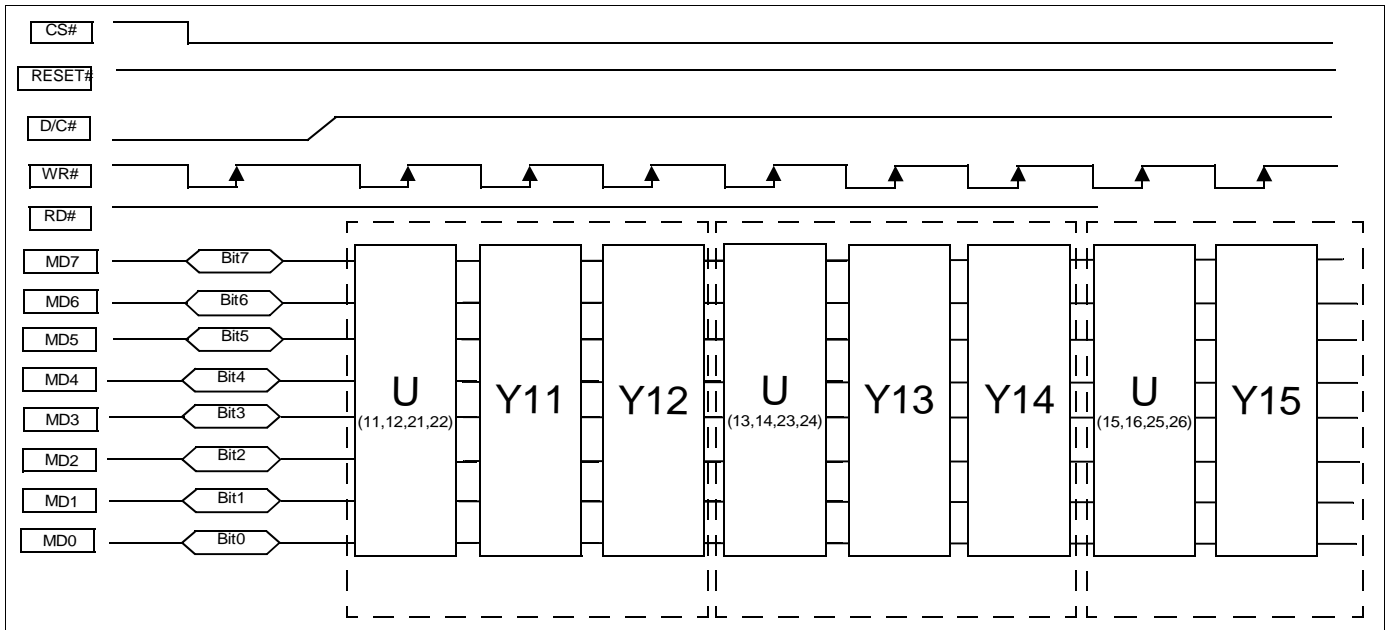 CS#
RESET#
D/C#
WR#
RD#
MD7 Bit7
MD6 Bit6
MD5 Bit5
MD4 Bit4
MD3 Bit3
MD2 Bit2
MD1 Bit1
MD0 Bit0
U
(11,12,21,22)
Y11
Y12
U
(13,14,23,24)
Y13
Y14
U
(15,16,25,26)
Y15